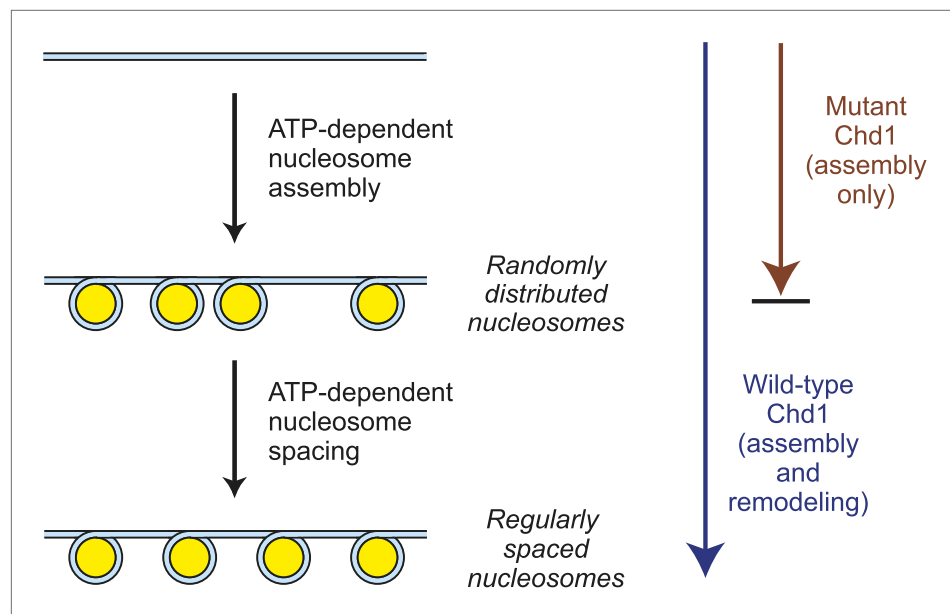 ATP-dependent
nucleosome
assembly
Randomly
distributed
nucleosomes
ATP-dependent
nucleosome
spacing
Regularly
spaced
nucleosomes
Mutant
Chd1
(assembly
only)
Wild-type
Chd1
(assembly
and
remodeling)